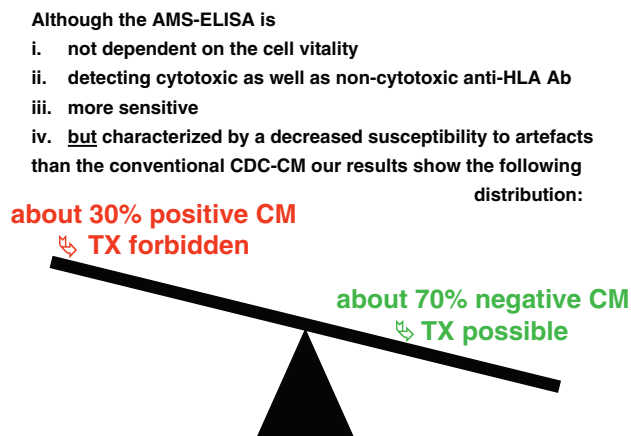 Although the AMS-ELISA is
i. not dependent on the cell vitality
ii. detecting cytotoxic as well as non-cytotoxic anti-HLA Ab
iii. more sensitive
iv. but characterized by a decreased susceptibility to artefacts
than the conventional CDC-CM our results show the following
distribution:
about 30% positive CM
⮱ TX forbidden
about 70% negative CM
⮱ TX possible